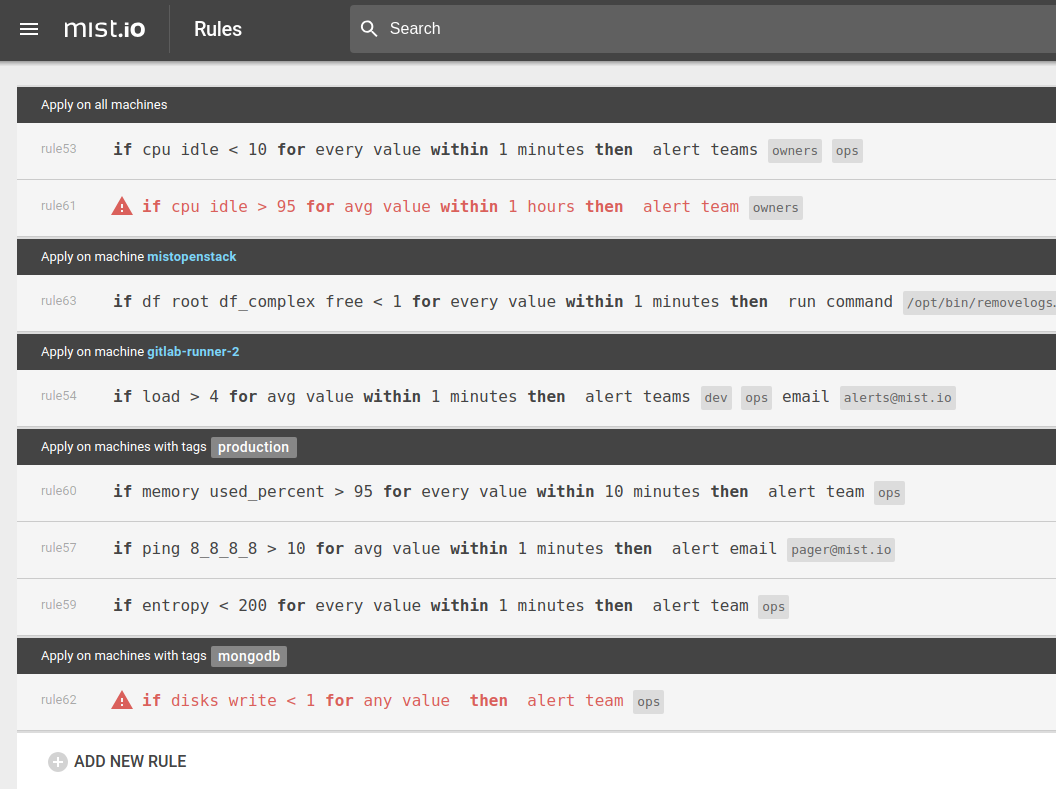 mist.io Rules Search
Apply on all machines
rule53 if cpu idle < 10 for every value within 1 minutes then alert teams owners ops
rule61 if cpu idle > 95 for avg value within 1 hours then alert team owners
Apply on machine mistopenstack
rule63 if df root df_complex free < 1 for every value within 1 minutes then run command /opt/bin/removelogs.
Apply on machine gitlab-runner-2
rule54 if load > 4 for avg value within 1 minutes then alert teams dev ops email alerts@mist.io
Apply on machines with tags production
rule60 if memory used_percent > 95 for every value within 10 minutes then alert team ops
rule57 if ping 8_8_8_8 > 10 for avg value within 1 minutes then alert email pager@mist.io
rule59 if entropy < 200 for every value within 1 minutes then alert team ops
Apply on machines with tags mongodb
rule62 if disks write < 1 for any value then alert team ops
ADD NEW RULE